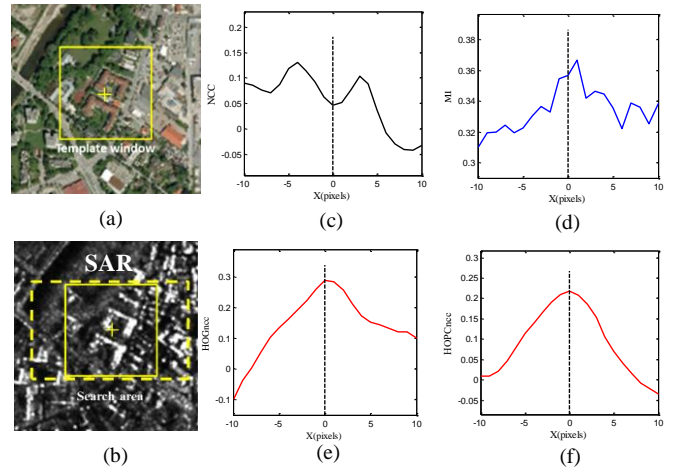 Template window
(a)
0.2
0.15
0.1
0.05
0
-0.05
NCC
-10
-5
0
5
10
X(pixels)
(c)
0.38
0.36
0.34
0.32
0.3
MI
-10
-5
0
5
10
X(pixels)
(d)
SAR
Search area
(b)
0.3
0.2
0.1
0
-0.1
HOGncc
-10
-5
0
5
10
X(pixels)
(e)
0.3
0.25
0.2
0.15
0.1
0.05
0
-0.05
HOPCncc
-10
-5
0
5
10
X(pixels)
(f)